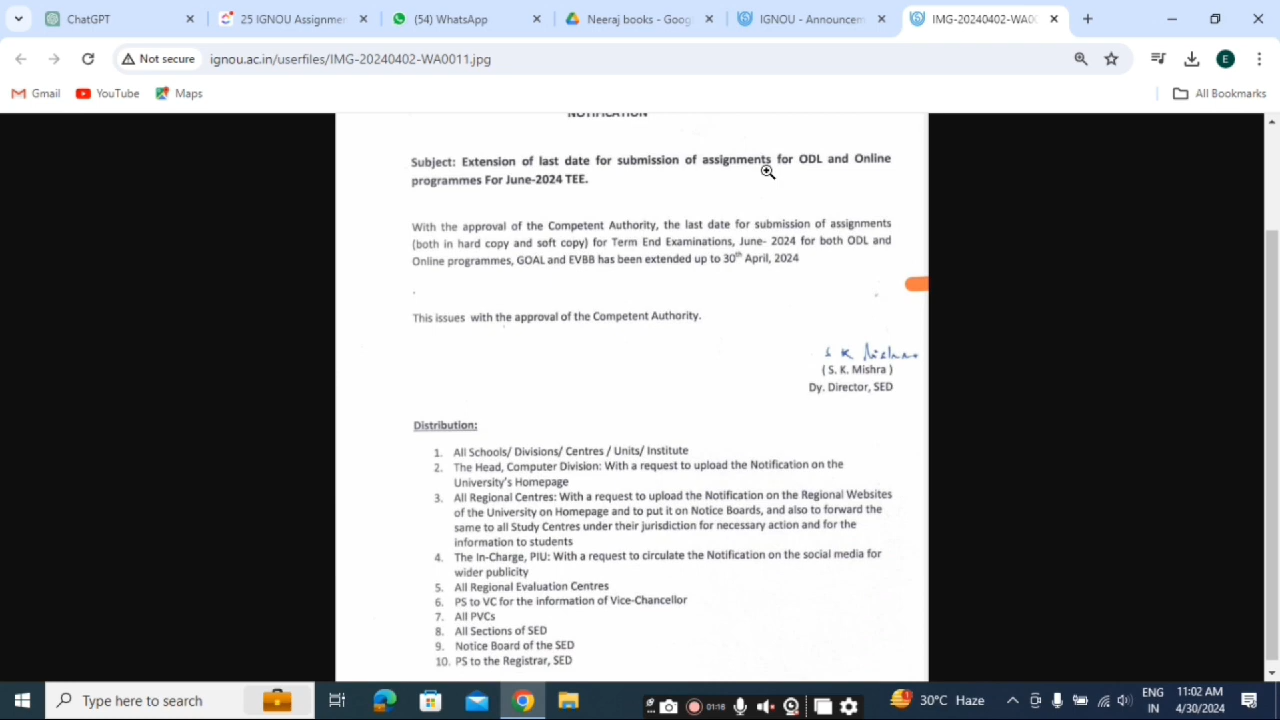 ChatGPT
25 IGNOU Assignme
(54) WhatsApp
Neeraj books - Goog
IGNOU - Announcem
IMG-20240402-WA0
Not secure
ignou.ac.in/userfiles/IMG-20240402-WA0011.jpg
E
Gmail
YouTube
Maps
All Bookmarks
NOTIFICATION
Subject: Extension of last date for submission of assignments for ODL and Online
programmes For June-2024 TEE.
With the approval of the Competent Authority, the last date for submission of assignments
(both in hard copy and soft copy) for Term End Examinations, June- 2024 for both ODL and
Online programmes, GOAL and EVBB has been extended up to 30th April, 2024
This issues with the approval of the Competent Authority.
S K Mishra
( S. K. Mishra )
Dy. Director, SED
Distribution:
1. All Schools/ Divisions/ Centres / Units/ Institute
2. The Head, Computer Division: With a request to upload the Notification on the
University's Homepage
3. All Regional Centres: With a request to upload the Notification on the Regional Websites
of the University on Homepage and to put it on Notice Boards, and also to forward the
same to all Study Centres under their jurisdiction for necessary action and for the
information to students
4. The In-Charge, PIU: With a request to circulate the Notification on the social media for
wider publicity
5. All Regional Evaluation Centres
6. PS to VC for the information of Vice-Chancellor
7. All PVCs
8. All Sections of SED
9. Notice Board of the SED
10. PS to the Registrar, SED
Type here to search
01:16
30°C Haze
ENG
IN
11:02 AM
4/30/2024